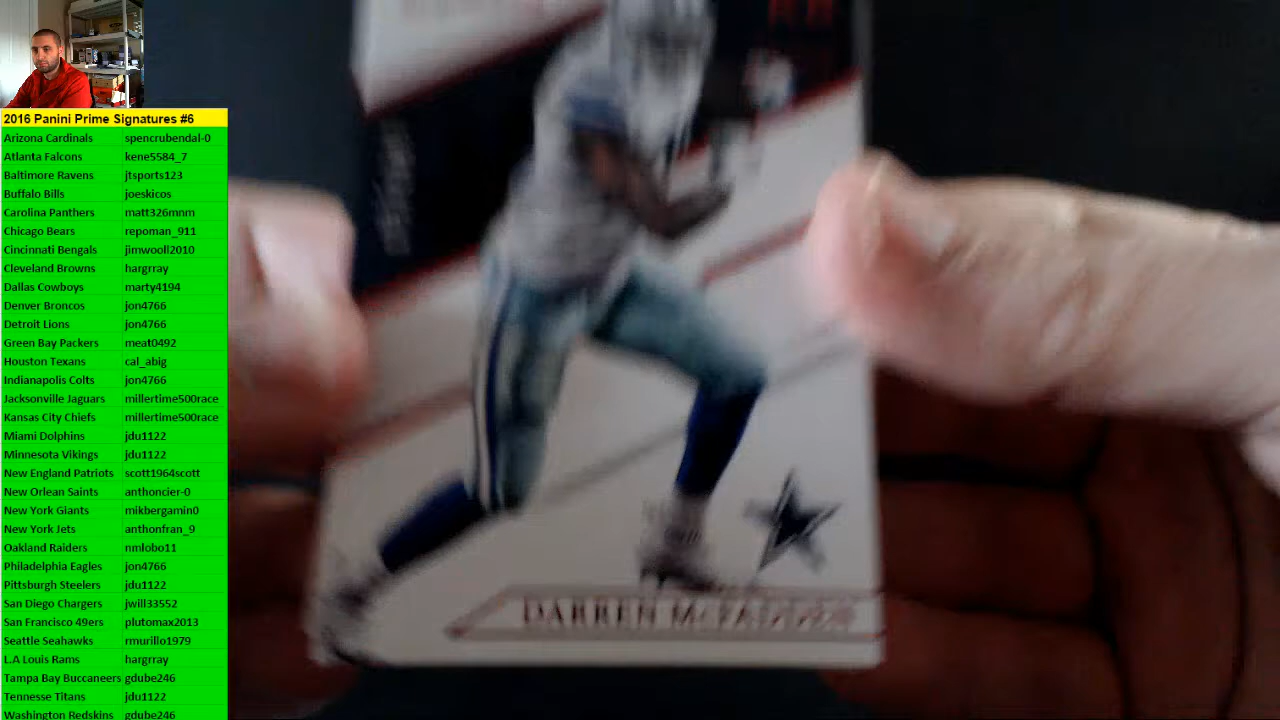 2016 Panini Prime Signatures #6
Arizona Cardinals spencrubendal-0
Atlanta Falcons kene5584_7
Baltimore Ravens jtsports123
Buffalo Bills joeskicos
Carolina Panthers matt326mnm
Chicago Bears repoman_911
Cincinnati Bengals jimwooll2010
Cleveland Browns hargrray
Dallas Cowboys marty4194
Denver Broncos jon4766
Detroit Lions jon4766
Green Bay Packers meat0492
Houston Texans cal_abig
Indianapolis Colts jon4766
Jacksonville Jaguars millertime500race
Kansas City Chiefs millertime500race
Miami Dolphins jdu1122
Minnesota Vikings jdu1122
New England Patriots scott1964scott
New Orlean Saints anthoncier-0
New York Giants mikbergamin0
New York Jets anthonfran_9
Oakland Raiders nmlobo11
Philadelphia Eagles jon4766
Pittsburgh Steelers jdu1122
San Diego Chargers jwill33552
San Francisco 49ers plutomax2013
Seattle Seahawks rmurillo1979
L.A Louis Rams hargrray
Tampa Bay Buccaneers gdube246
Tennesse Titans jdu1122
Washington Redskins gdube246
DARREN McFADDEN